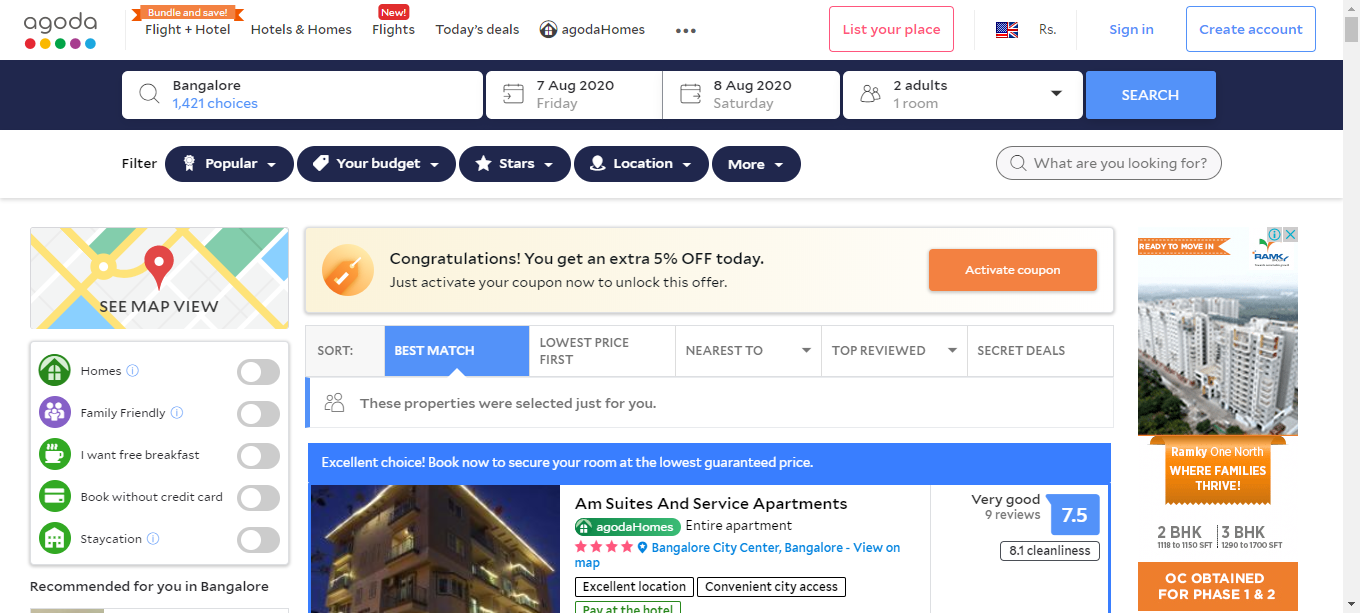 agoda
Bundle and save!
Flight + Hotel
Hotels & Homes
New!
Flights
Today's deals
agodaHomes
List your place
Rs.
Sign in
Create account
Bangalore
1,421 choices
7 Aug 2020
Friday
8 Aug 2020
Saturday
2 adults
1 room
SEARCH
Filter
Popular
Your budget
Stars
Location
More
What are you looking for?
SEE MAP VIEW
Homes
Family Friendly
I want free breakfast
Book without credit card
Staycation
Recommended for you in Bangalore
Congratulations! You get an extra 5% OFF today.
Just activate your coupon now to unlock this offer.
Activate coupon
SORT:
BEST MATCH
LOWEST PRICE
FIRST
NEAREST TO
TOP REVIEWED
SECRET DEALS
These properties were selected just for you.
Excellent choice! Book now to secure your room at the lowest guaranteed price.
Am Suites And Service Apartments
agodaHomes Entire apartment
Bangalore City Center, Bangalore - View on
map
Excellent location
Convenient city access
Pay at the hotel
Very good
9 reviews
7.5
8.1 cleanliness
READY TO MOVE IN
RAMKY
Ramky One North
WHERE FAMILIES
THRIVE!
2 BHK
1118 to 1150 SFT
3 BHK
1290 to 1700 SFT
OC OBTAINED
FOR PHASE 1 & 2